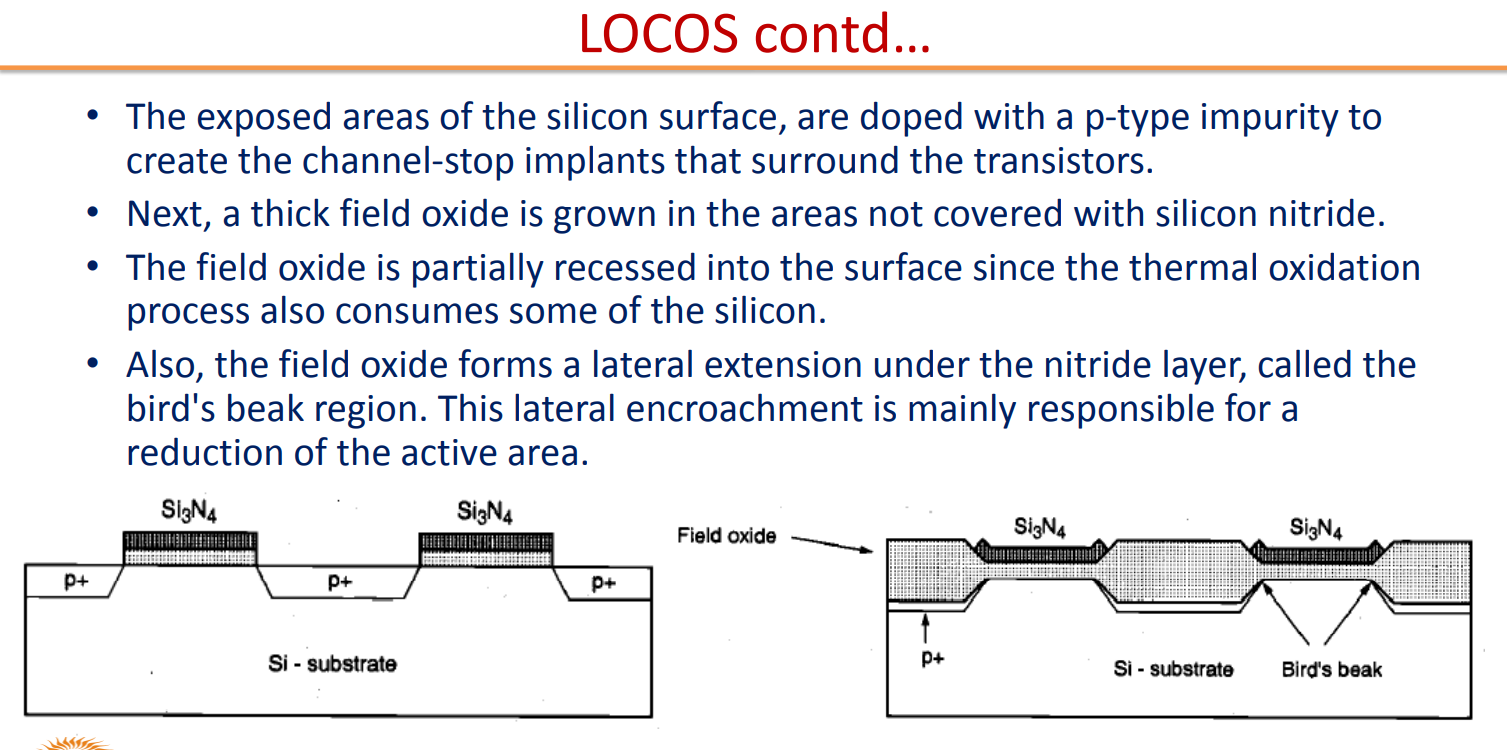 LOCOS contd...
• The exposed areas of the silicon surface, are doped with a p-type impurity to
create the channel-stop implants that surround the transistors.
• Next, a thick field oxide is grown in the areas not covered with silicon nitride.
• The field oxide is partially recessed into the surface since the thermal oxidation
process also consumes some of the silicon.
• Also, the field oxide forms a lateral extension under the nitride layer, called the
bird's beak region. This lateral encroachment is mainly responsible for a
reduction of the active area.
Si₃N₄
Si₃N₄
p+
p+
p+
Si - substrate
Field oxide
Si₃N₄
Si₃N₄
p+
Si - substrate
Bird's beak